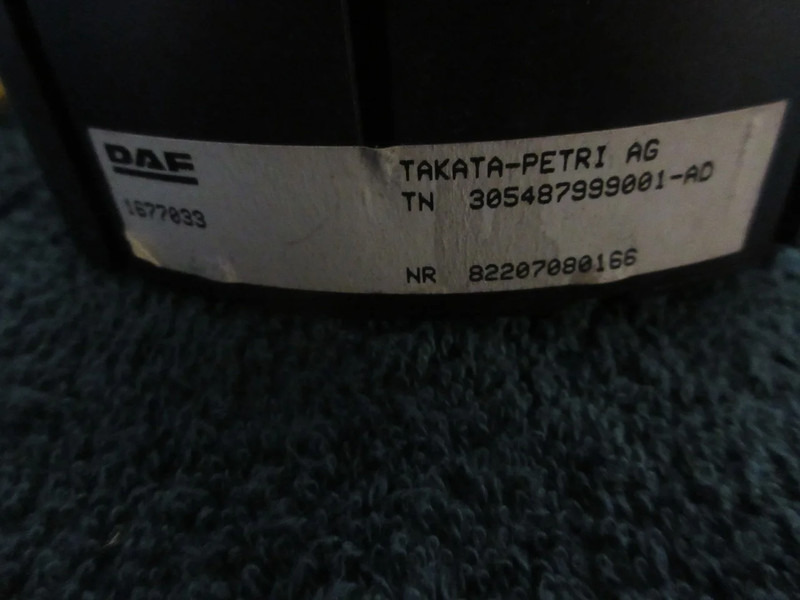 DAF
1677033
TAKATA-PETRI AG
TN 305487999001-AD
NR 82207080166